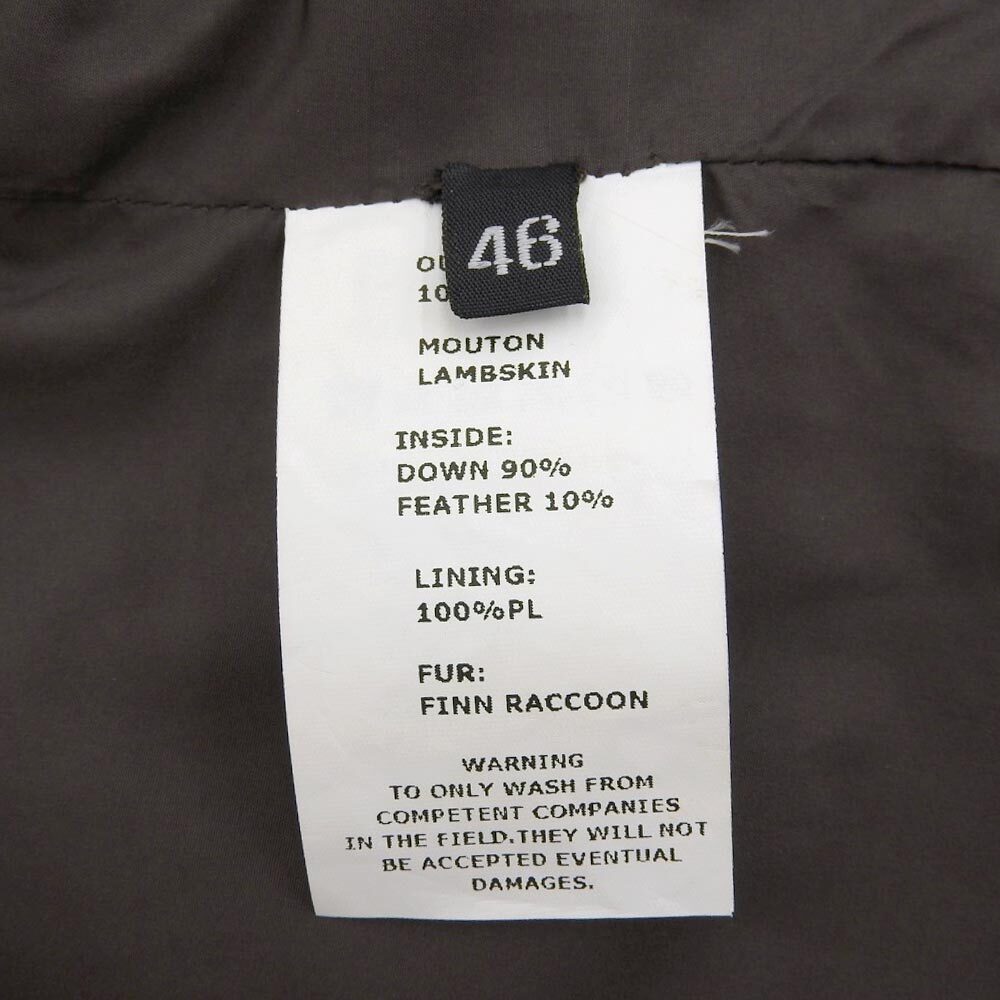 46
MOUTON
LAMBSKIN
INSIDE:
DOWN 90%
FEATHER 10%
LINING:
100%PL
FUR:
FINN RACCOON
WARNING
TO ONLY WASH FROM
COMPETENT COMPANIES
IN THE FIELD.THEY WILL NOT
BE ACCEPTED EVENTUAL
DAMAGES.